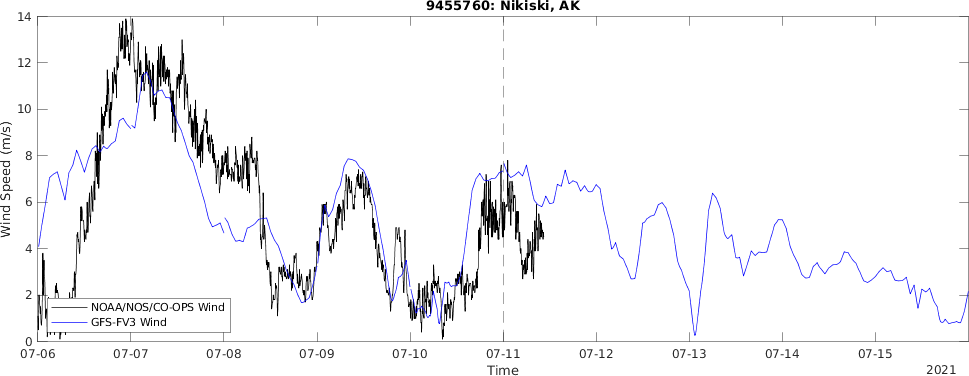 9455760: Nikiski, AK
14
12
10
8
6
4
2
0
Wind Speed (m/s)
NOAA/NOS/CO-OPS Wind
GFS-FV3 Wind
07-06 07-07 07-08 07-09 07-10 07-11 07-12 07-13 07-14 07-15
Time
2021